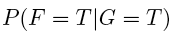 P(F = T|G = T)